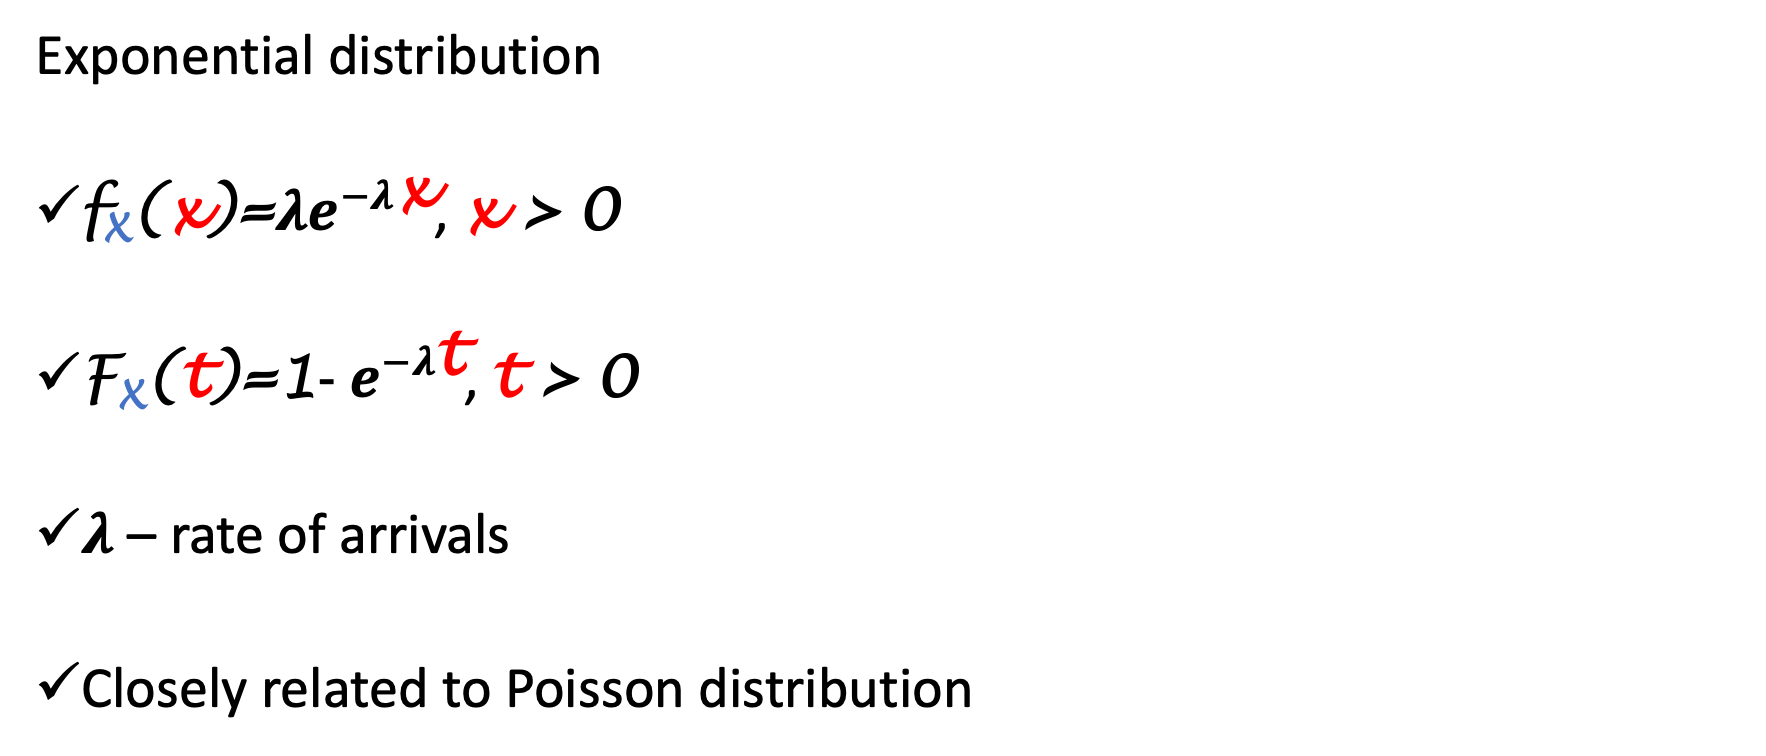 Exponential distribution
✓fₓ(x)=λe^−λx, x > 0
✓Fₓ(t)=1- e^−λt, t > 0
✓λ – rate of arrivals
✓Closely related to Poisson distribution